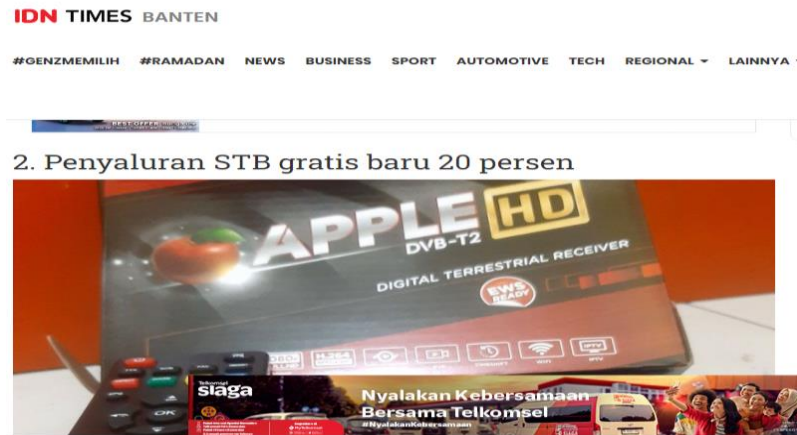 IDN TIMES BANTEN
#GENZMEMILIH #RAMADAN NEWS BUSINESS SPORT AUTOMOTIVE TECH REGIONAL LAINNYA
2. Penyaluran STB gratis baru 20 persen
APPLE HD
DVB-T2
DIGITAL TERRESTRIAL RECEIVER
EWS
READY
H.264
WIFI
IPTV
OK
Telkomsel
siaga
Nyalakan Kebersamaan
Bersama Telkomsel
#NyalakanKebersamaan